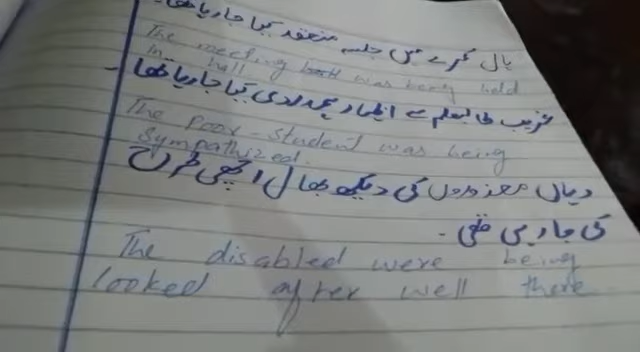 ہال کمرے میں جلسہ منعقد کیا جا رہا تھا۔
The meeting was being held
In hall
غریب طالبعلم سے اظہار ہمدردی کیا جا رہا تھا۔
The poor-student was being
sympathized.
وہاں معذوروں کی دیکھ بھال اچھی طرح
کی جا رہی تھی۔
The disabled were being
looked after well there